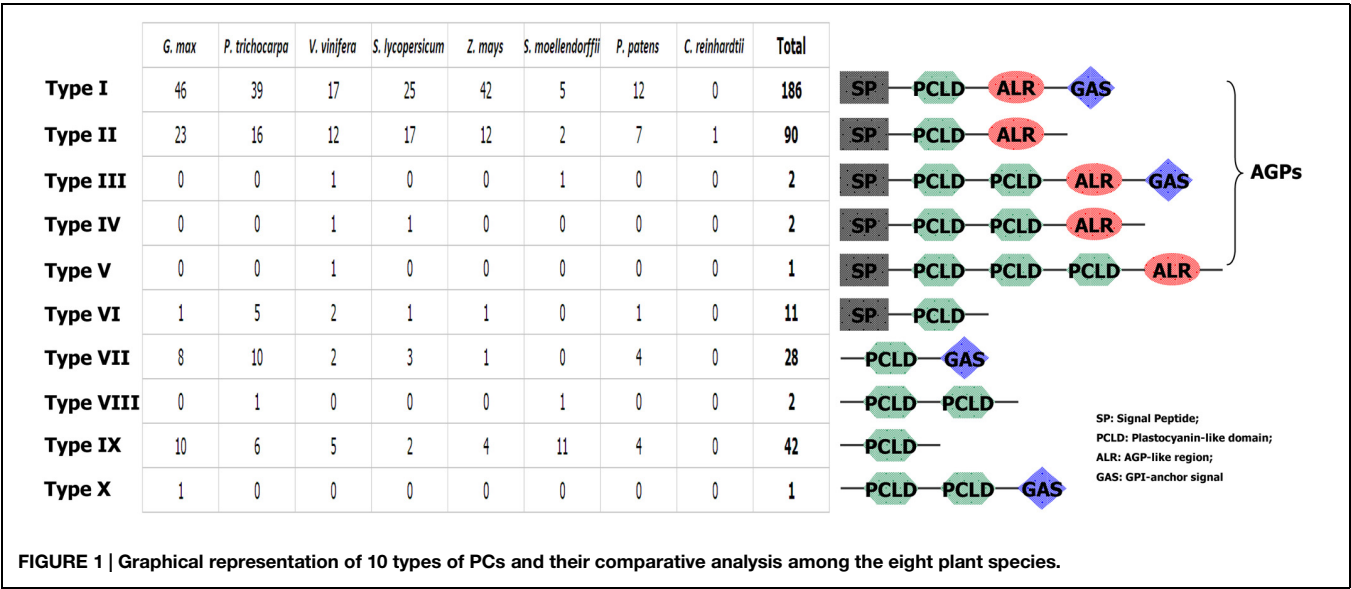 G. max P. trichocarpa V. vinifera S. lycopersicum Z. mays S. moellendorffii P. patens C. reinhardtii Total
Type I 46 39 17 25 42 5 12 0 186 SP PCLD ALR GAS
Type II 23 16 12 17 12 2 7 1 90 SP PCLD ALR
Type III 0 0 1 0 0 1 0 0 2 SP PCLD PCLD ALR GAS
AGPs
Type IV 0 0 1 1 0 0 0 0 2 SP PCLD PCLD ALR
Type V 0 0 1 0 0 0 0 0 1 SP PCLD PCLD PCLD ALR
Type VI 1 5 2 1 1 0 1 0 11 SP PCLD
Type VII 8 10 2 3 1 0 4 0 28 PCLD GAS
Type VIII 0 1 0 0 0 1 0 0 2 PCLD PCLD
Type IX 10 6 5 2 4 11 4 0 42 PCLD
Type X 1 0 0 0 0 0 0 0 1 PCLD PCLD GAS
SP: Signal Peptide;
PCLD: Plastocyanin-like domain;
ALR: AGP-like region;
GAS: GPI-anchor signal
FIGURE 1 | Graphical representation of 10 types of PCs and their comparative analysis among the eight plant species.